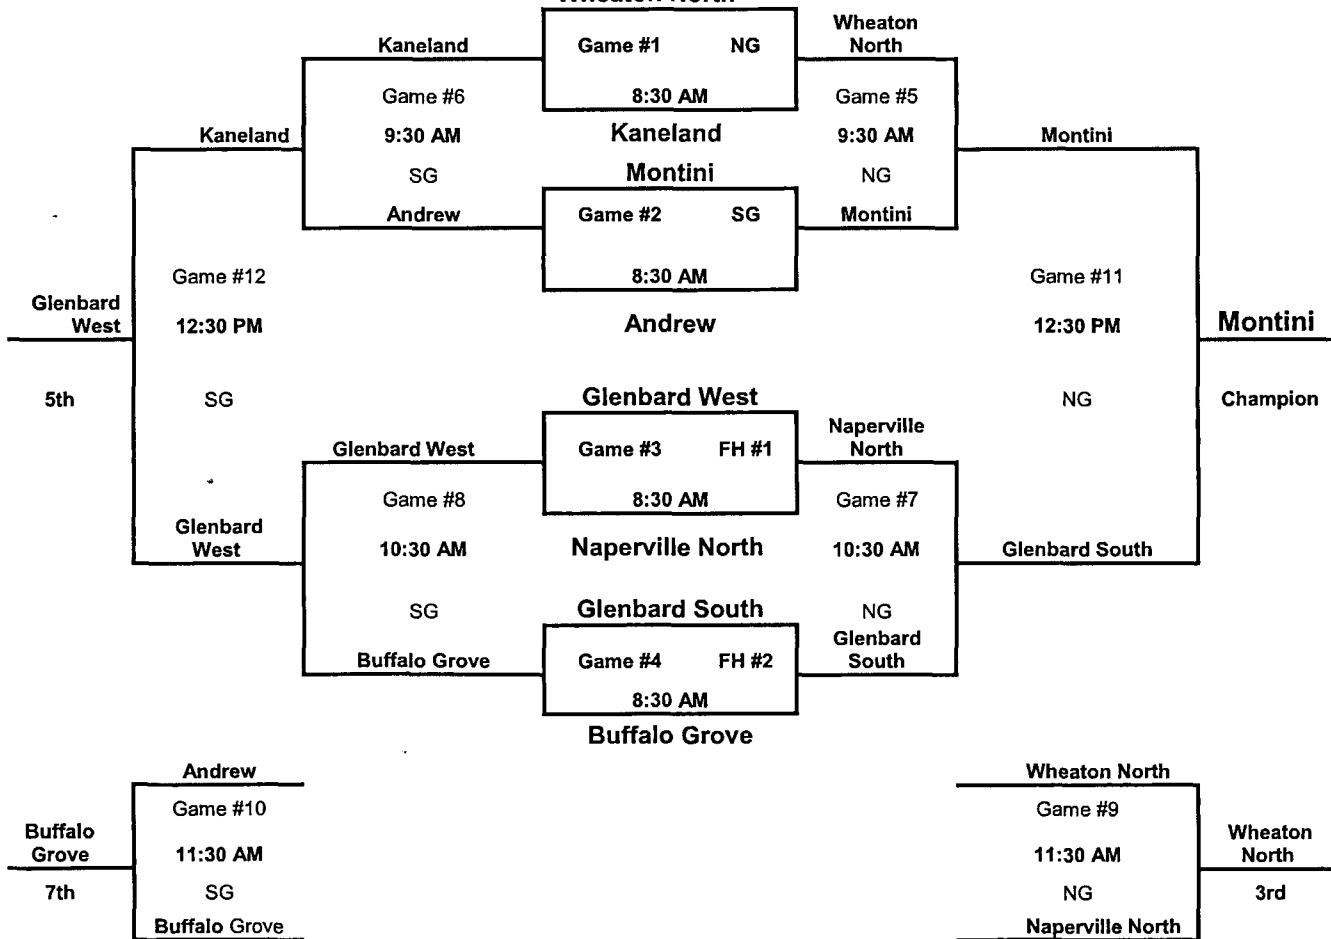 Wheaton North
Kaneland
Game #1 NG
Wheaton
North
8:30 AM
Game #6
9:30 AM
SG
Game #5
9:30 AM
NG
Kaneland
Kaneland
Montini
Montini
Andrew
Game #2 SG
Montini
8:30 AM
Andrew
Game #12
12:30 PM
SG
Glenbard
West
5th
Game #11
12:30 PM
NG
Montini
Champion
Glenbard West
Glenbard West
Game #3 FH #1
Naperville
North
8:30 AM
Game #8
10:30 AM
SG
Game #7
10:30 AM
NG
Glenbard
West
Naperville North
Glenbard South
Glenbard South
Buffalo Grove
Game #4 FH #2
Glenbard
South
8:30 AM
Buffalo Grove
Andrew
Game #10
11:30 AM
SG
Buffalo Grove
Buffalo
Grove
7th
Wheaton North
Game #9
11:30 AM
NG
Naperville North
Wheaton
North
3rd